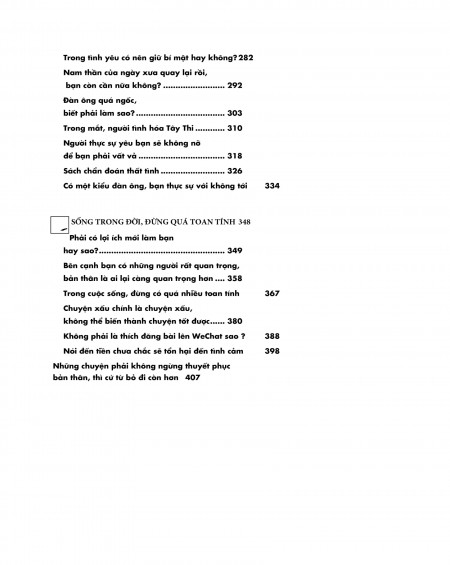 Trong tình yêu có nên giữ bí mật hay không?282
Nam thần của ngày xưa quay lại rồi,
bạn còn cần nữa không? ...................... 292
Đàn ông quá ngốc,
biết phải làm sao? ............................... 303
Trong mắt, người tình hóa Tây Thi ........... 310
Người thực sự yêu bạn sẽ không nỡ
để bạn phải vất vả ................................ 318
Sách chẩn đoán thất tình ....................... 326
Có một kiểu đàn ông, bạn thực sự với không tới 334
SỐNG TRONG ĐỜI, ĐỪNG QUÁ TOAN TÍNH 348
Phải có lợi ích mới làm bạn
hay sao?................................................ 349
Bên cạnh bạn có những người rất quan trọng,
bản thân là ai lại càng quan trọng hơn .... 358
Trong cuộc sống, đừng có quá nhiều toan tính 367
Chuyện xấu chính là chuyện xấu,
không thể biến thành chuyện tốt được...... 380
Không phải là thích đăng bài lên WeChat sao ? 388
Nói đến tiền chưa chắc sẽ tổn hại đến tình cảm 398
Những chuyện phải không ngừng thuyết phục
bản thân, thì cứ từ bỏ đi còn hơn 407